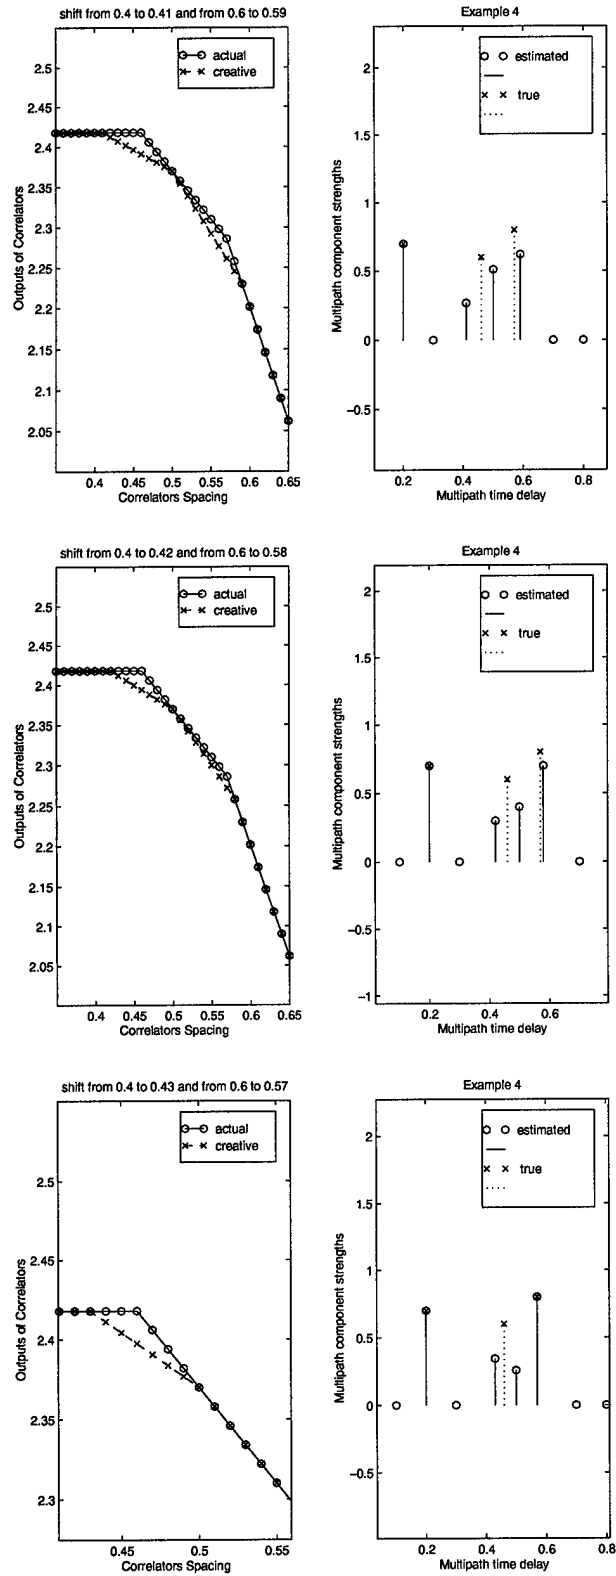 shift from 0.4 to 0.41 and from 0.6 to 0.59
2.5
2.45
2.4
2.35
2.3
2.25
2.2
2.15
2.1
2.05
Outputs of Correlators
actual
creative
0.4 0.45 0.5 0.55 0.6 0.65
Correlators Spacing
Example 4
2
1.5
1
0.5
0
−0.5
Multipath component strengths
estimated
true
0.2 0.4 0.6 0.8
Multipath time delay
shift from 0.4 to 0.42 and from 0.6 to 0.58
2.5
2.45
2.4
2.35
2.3
2.25
2.2
2.15
2.1
2.05
Outputs of Correlators
actual
creative
0.4 0.45 0.5 0.55 0.6 0.65
Correlators Spacing
Example 4
2
1.5
1
0.5
0
−0.5
−1
Multipath component strengths
estimated
true
0.2 0.4 0.6
Multipath time delay
shift from 0.4 to 0.43 and from 0.6 to 0.57
2.5
2.45
2.4
2.35
2.3
Outputs of Correlators
actual
creative
0.45 0.5 0.55
Correlators Spacing
Example 4
2
1.5
1
0.5
0
−0.5
Multipath component strengths
estimated
true
0.2 0.4 0.6 0.8
Multipath time delay